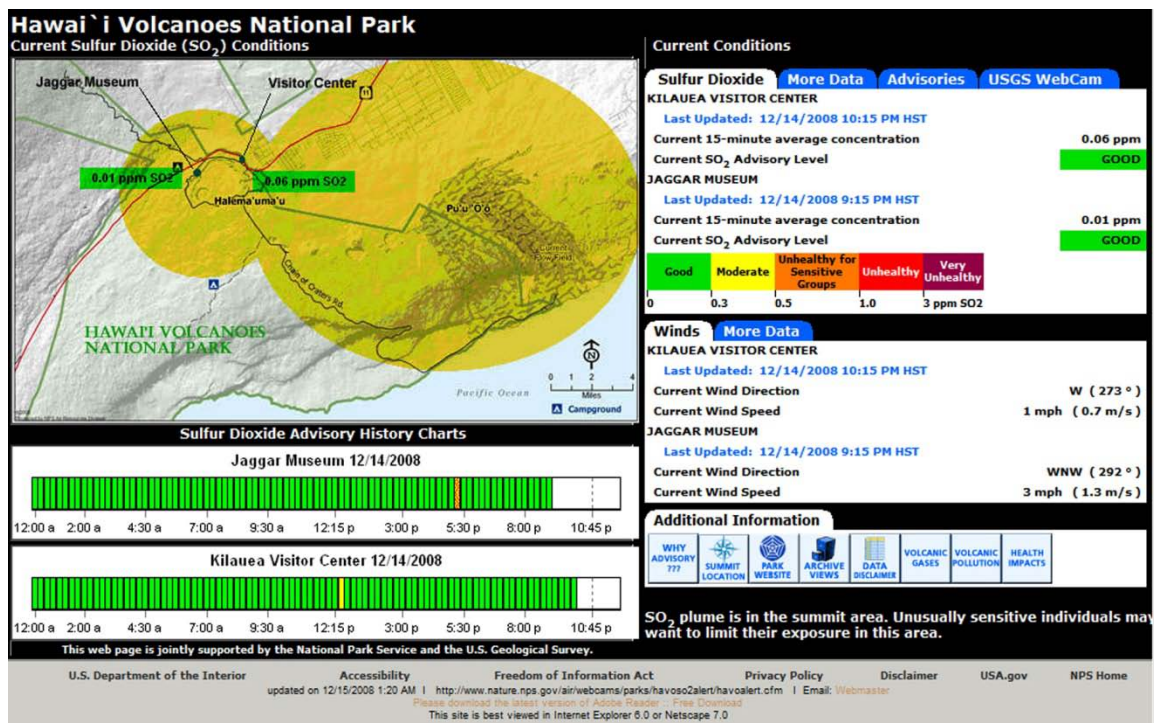 Hawai`i Volcanoes National Park
Current Sulfur Dioxide (SO2) Conditions
Jaggar Museum
Visitor Center
11
0.01 ppm SO2
0.06 ppm SO2
Halema'uma'u
Pu'u 'O'o
Current
Flow Field
Chain of Craters Rd.
HAWAI'I VOLCANOES
NATIONAL PARK
N
0 1 2 4
Miles
Pacific Ocean
Campground
Sulfur Dioxide Advisory History Charts
Jaggar Museum 12/14/2008
12:00 a 2:00 a 4:30 a 7:00 a 9:30 a 12:15 p 3:00 p 5:30 p 8:00 p 10:45 p
Kilauea Visitor Center 12/14/2008
12:00 a 2:00 a 4:30 a 7:00 a 9:30 a 12:15 p 3:00 p 5:30 p 8:00 p 10:45 p
This web page is jointly supported by the National Park Service and the U.S. Geological Survey.
Current Conditions
Sulfur Dioxide More Data Advisories USGS WebCam
KILAUEA VISITOR CENTER
Last Updated: 12/14/2008 10:15 PM HST
Current 15-minute average concentration 0.06 ppm
Current SO2 Advisory Level GOOD
JAGGAR MUSEUM
Last Updated: 12/14/2008 9:15 PM HST
Current 15-minute average concentration 0.01 ppm
Current SO2 Advisory Level GOOD
Good Moderate Unhealthy for Sensitive Groups Unhealthy Very Unhealthy
0 0.3 0.5 1.0 3 ppm SO2
Winds More Data
KILAUEA VISITOR CENTER
Last Updated: 12/14/2008 10:15 PM HST
Current Wind Direction W ( 273 ° )
Current Wind Speed 1 mph ( 0.7 m/s )
JAGGAR MUSEUM
Last Updated: 12/14/2008 9:15 PM HST
Current Wind Direction WNW ( 292 ° )
Current Wind Speed 3 mph ( 1.3 m/s )
Additional Information
WHY ADVISORY ???
SUMMIT LOCATION
PARK WEBSITE
ARCHIVE VIEWS
DATA DISCLAIMER
VOLCANIC GASES
VOLCANIC POLLUTION
HEALTH IMPACTS
SO2 plume is in the summit area. Unusually sensitive individuals may
want to limit their exposure in this area.
U.S. Department of the Interior Accessibility Freedom of Information Act Privacy Policy Disclaimer USA.gov NPS Home
updated on 12/15/2008 1:20 AM I http://www.nature.nps.gov/air/webcams/parks/havoso2alert/havoalert.cfm I Email: Webmaster
Please download the latest version of Adobe Reader :: Free Download
This site is best viewed in Internet Explorer 6.0 or Netscape 7.0